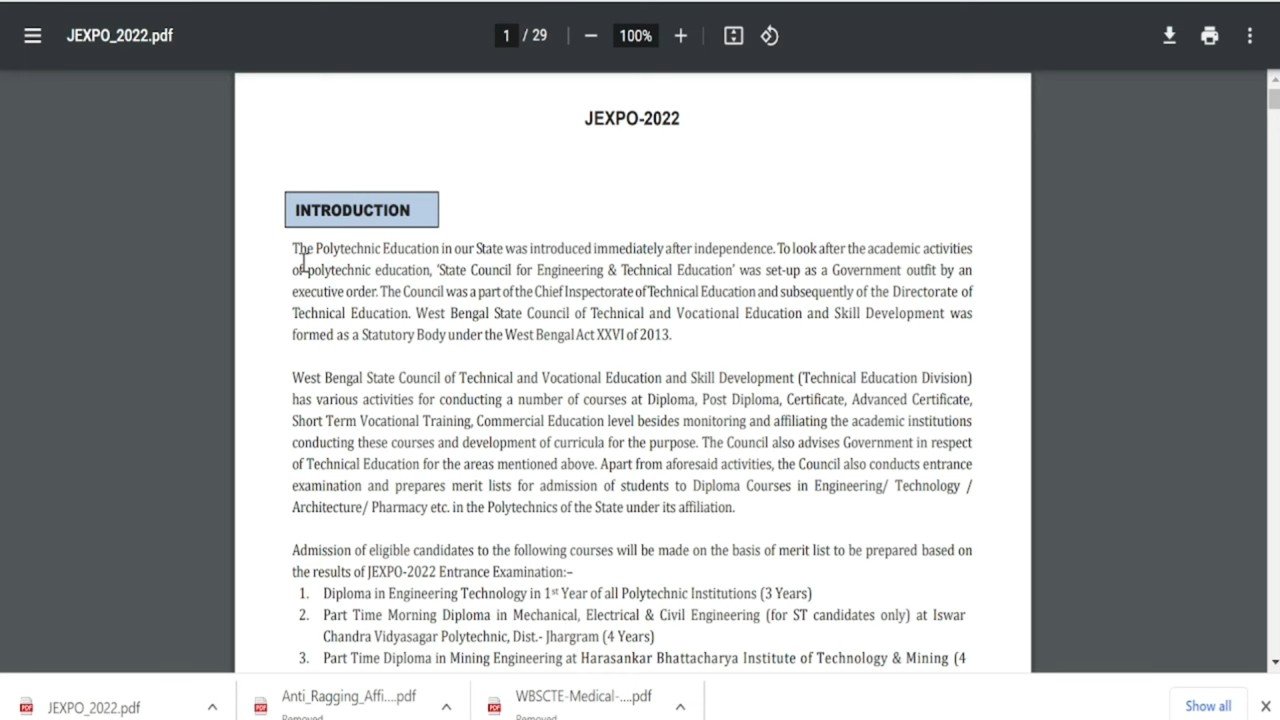 JEXPO_2022.pdf
1 / 29
100%
JEXPO-2022
INTRODUCTION
The Polytechnic Education in our State was introduced immediately after independence. To look after the academic activities
of polytechnic education, ‘State Council for Engineering & Technical Education’ was set-up as a Government outfit by an
executive order. The Council was a part of the Chief Inspectorate of Technical Education and subsequently of the Directorate of
Technical Education. West Bengal State Council of Technical and Vocational Education and Skill Development was
formed as a Statutory Body under the West Bengal Act XXVI of 2013.
West Bengal State Council of Technical and Vocational Education and Skill Development (Technical Education Division)
has various activities for conducting a number of courses at Diploma, Post Diploma, Certificate, Advanced Certificate,
Short Term Vocational Training, Commercial Education level besides monitoring and affiliating the academic institutions
conducting these courses and development of curricula for the purpose. The Council also advises Government in respect
of Technical Education for the areas mentioned above. Apart from aforesaid activities, the Council also conducts entrance
examination and prepares merit lists for admission of students to Diploma Courses in Engineering/ Technology /
Architecture/ Pharmacy etc. in the Polytechnics of the State under its affiliation.
Admission of eligible candidates to the following courses will be made on the basis of merit list to be prepared based on
the results of JEXPO-2022 Entrance Examination:–
1. Diploma in Engineering Technology in 1st Year of all Polytechnic Institutions (3 Years)
2. Part Time Morning Diploma in Mechanical, Electrical & Civil Engineering (for ST candidates only) at Iswar
Chandra Vidyasagar Polytechnic, Dist.- Jhargram (4 Years)
3. Part Time Diploma in Mining Engineering at Harasankar Bhattacharya Institute of Technology & Mining (4
JEXPO_2022.pdf
Anti_Ragging_Affi....pdf
Removed
WBSCTE-Medical-....pdf
Removed
Show all